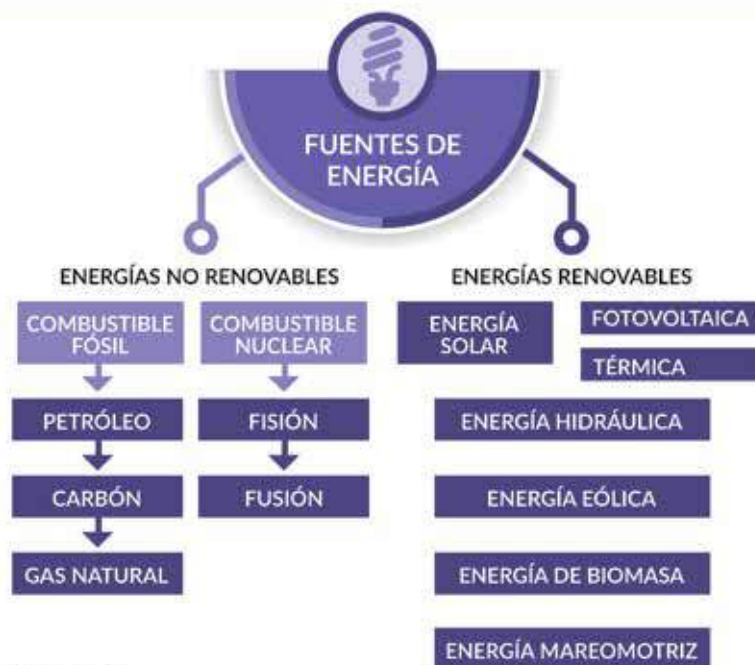 FUENTES DE
ENERGÍA
ENERGÍAS NO RENOVABLES
COMBUSTIBLE
FÓSIL
PETRÓLEO
CARBÓN
GAS NATURAL
COMBUSTIBLE
NUCLEAR
FISIÓN
FUSIÓN
ENERGÍAS RENOVABLES
ENERGÍA
SOLAR
FOTOVOLTAICA
TÉRMICA
ENERGÍA HIDRÁULICA
ENERGÍA EÓLICA
ENERGÍA DE BIOMASA
ENERGÍA MAREOMOTRIZ